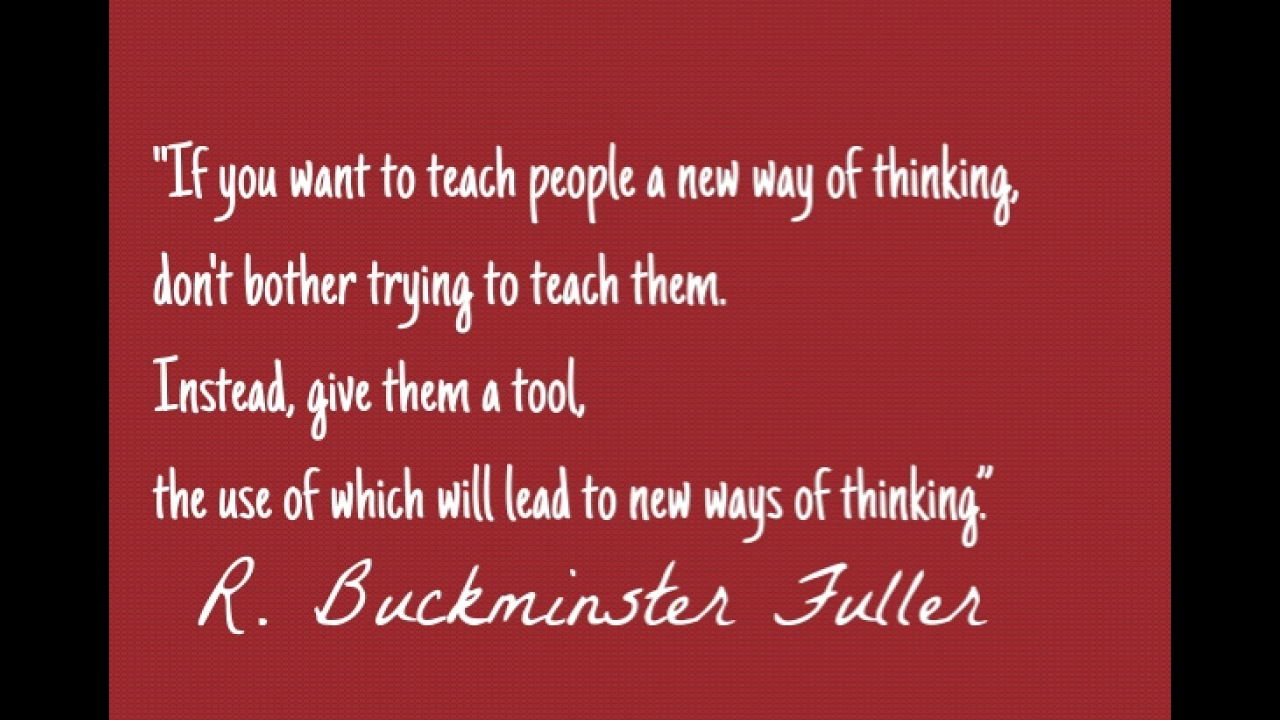 "If you want to teach people a new way of thinking,
don't bother trying to teach them.
Instead, give them a tool,
the use of which will lead to new ways of thinking.”
R. Buckminster Fuller